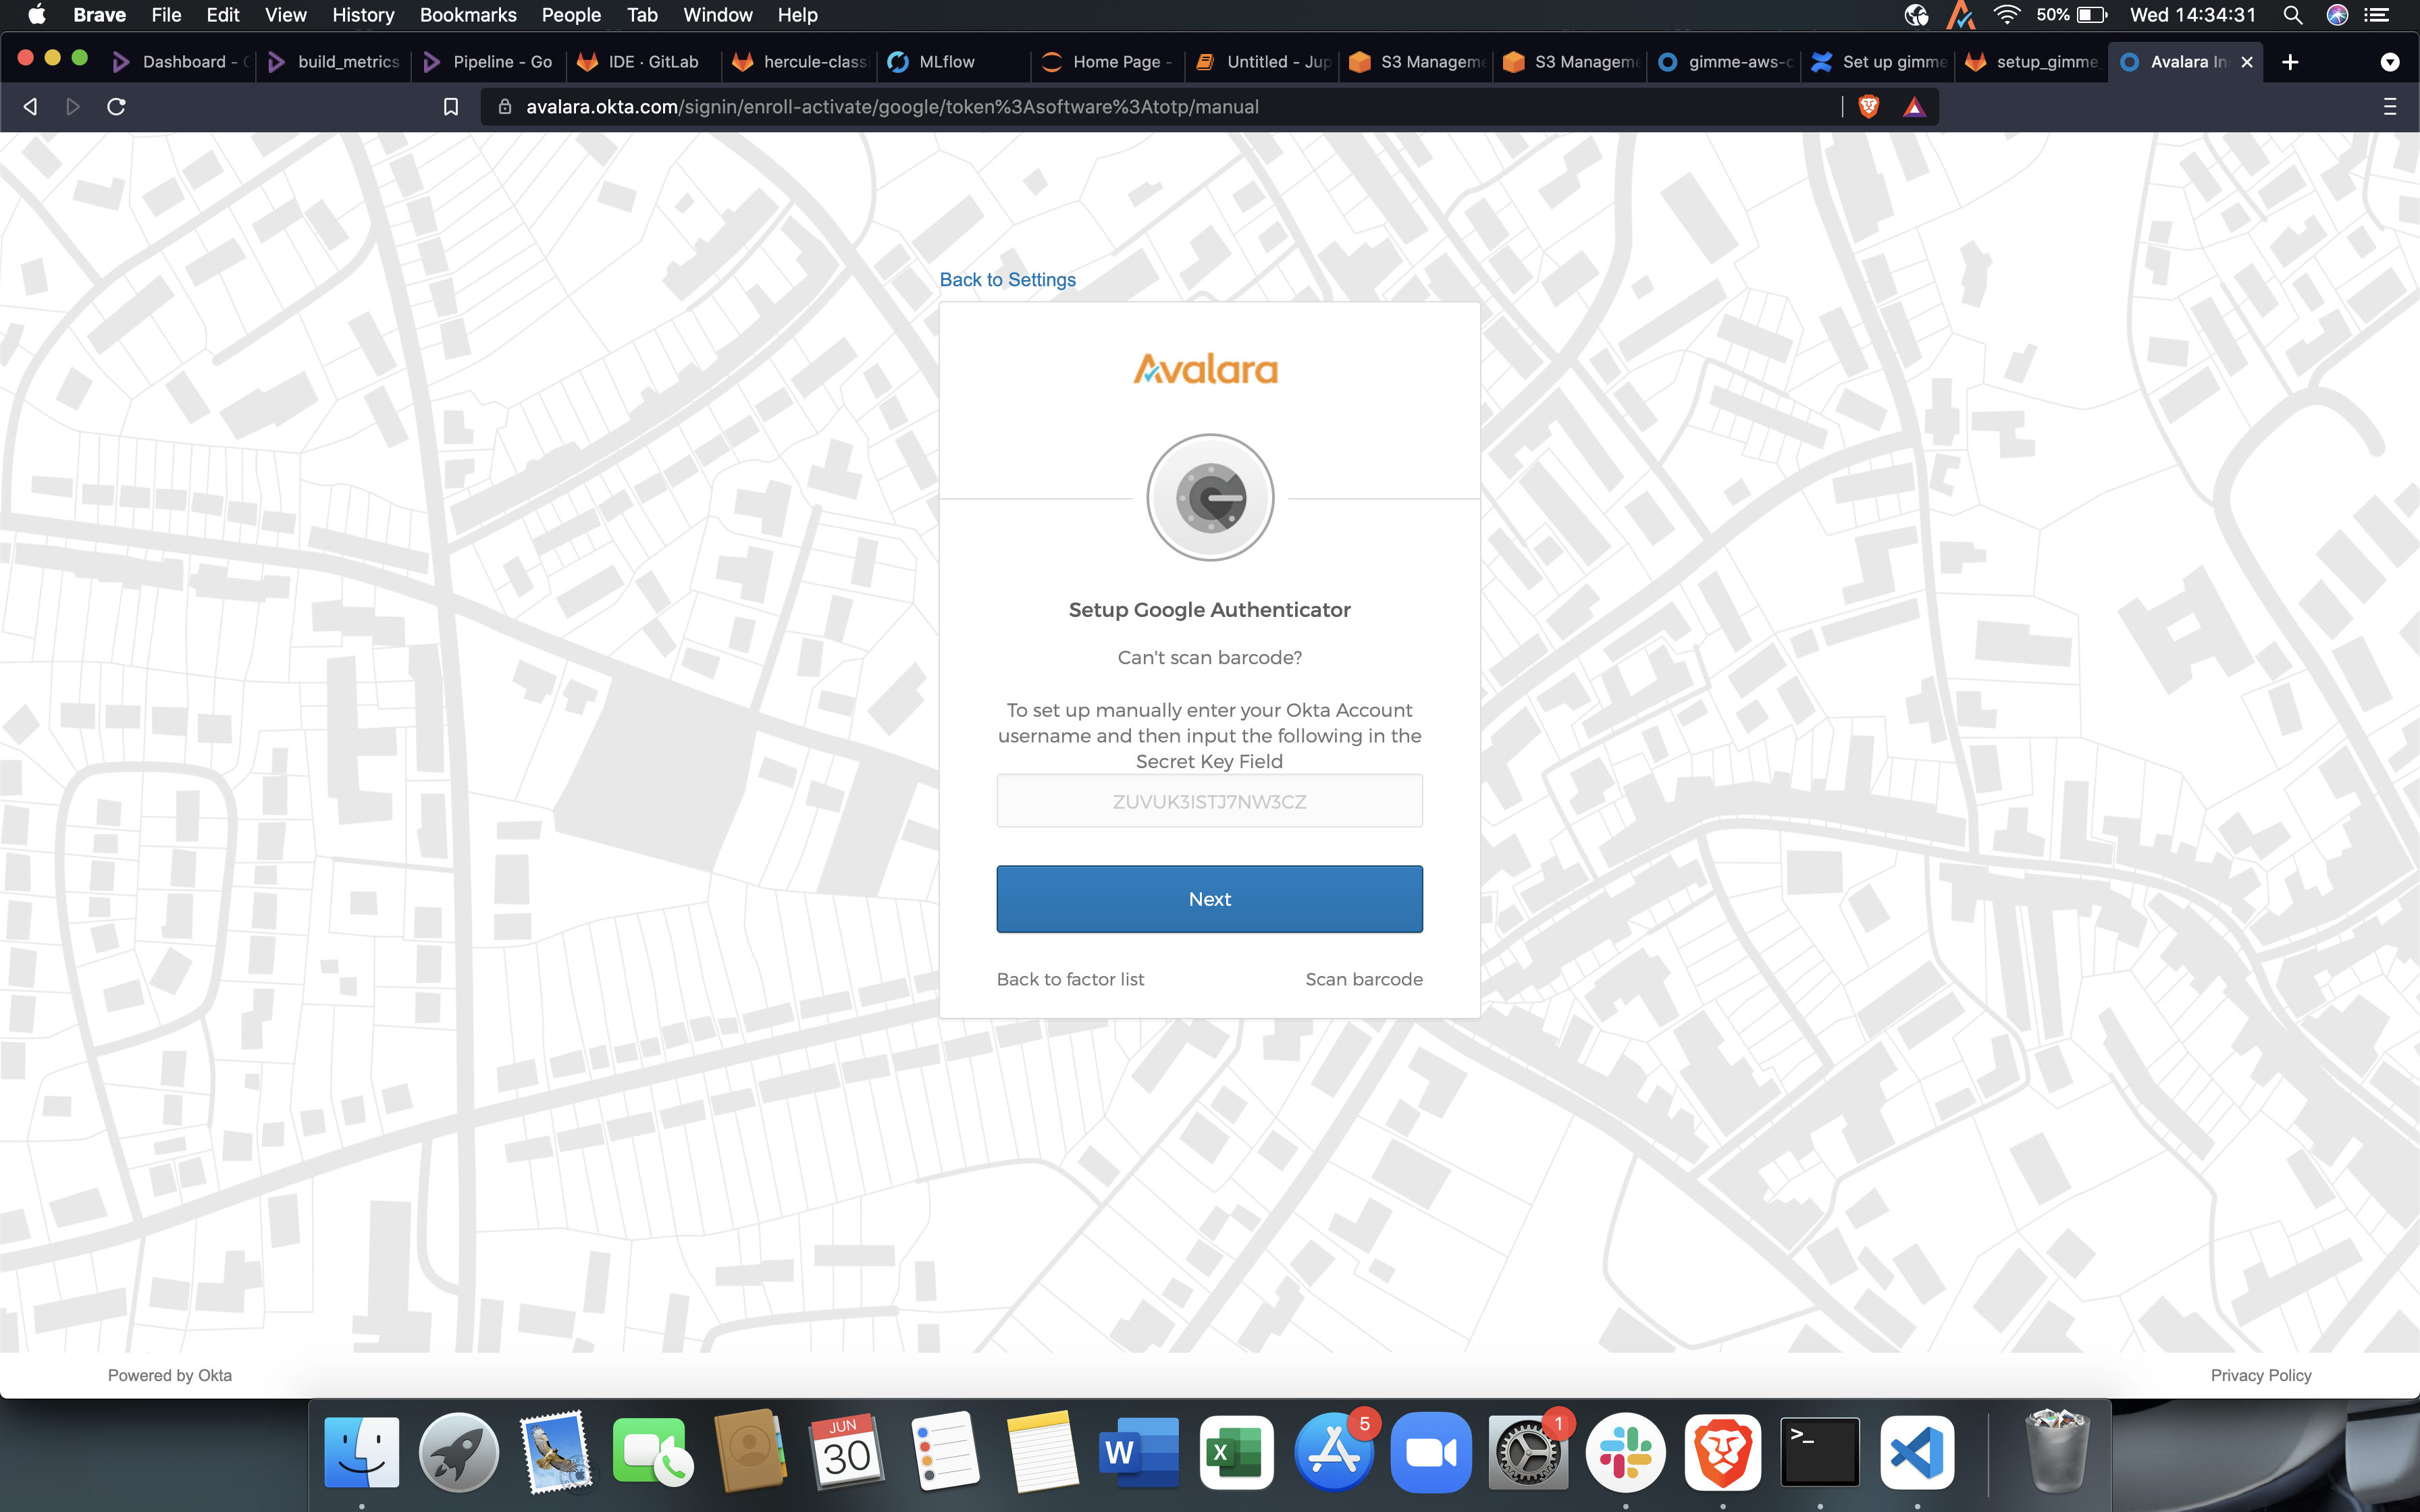 Brave File Edit View History Bookmarks People Tab Window Help 50% Wed 14:34:31
Dashboard - build_metrics Pipeline - Go IDE · GitLab hercule-classi MLflow Home Page - Untitled - Jup S3 Manageme S3 Manageme gimme-aws-c Set up gimme setup_gimme_ Avalara In
avalara.okta.com/signin/enroll-activate/google/token%3Asoftware%3Atotp/manual
Back to Settings
Avalara
Setup Google Authenticator
Can't scan barcode?
To set up manually enter your Okta Account
username and then input the following in the
Secret Key Field
ZUVUK3ISTJ7NW3CZ
Next
Back to factor list Scan barcode
Powered by Okta Privacy Policy
JUN
30
W
X
5
1
>_